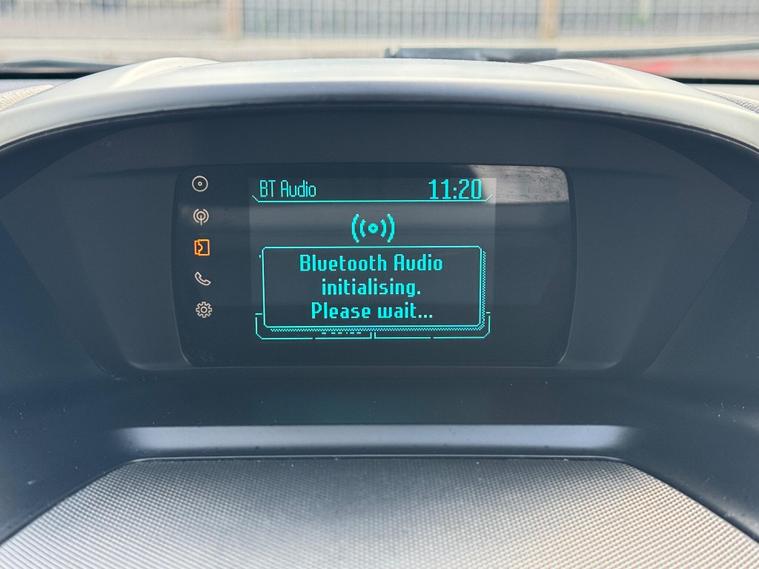 BT Audio 11:20
Bluetooth Audio
initialising.
Please wait...